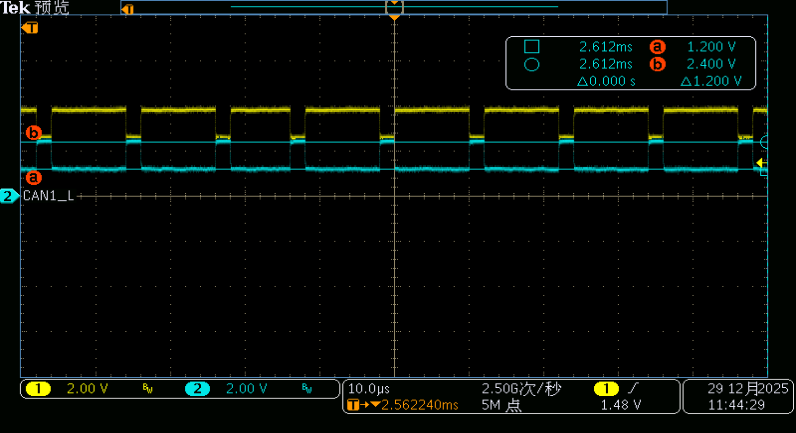 Tek 预览
T
T
2.612ms a 1.200 V
2.612ms b 2.400 V
△0.000 s △1.200 V
b
a
2 CAN1_L
1 2.00 V BW 2 2.00 V BW
10.0µs 2.50G次/秒 1 1.48 V
T→▼2.562240ms 5M 点
29 12月2025
11:44:29